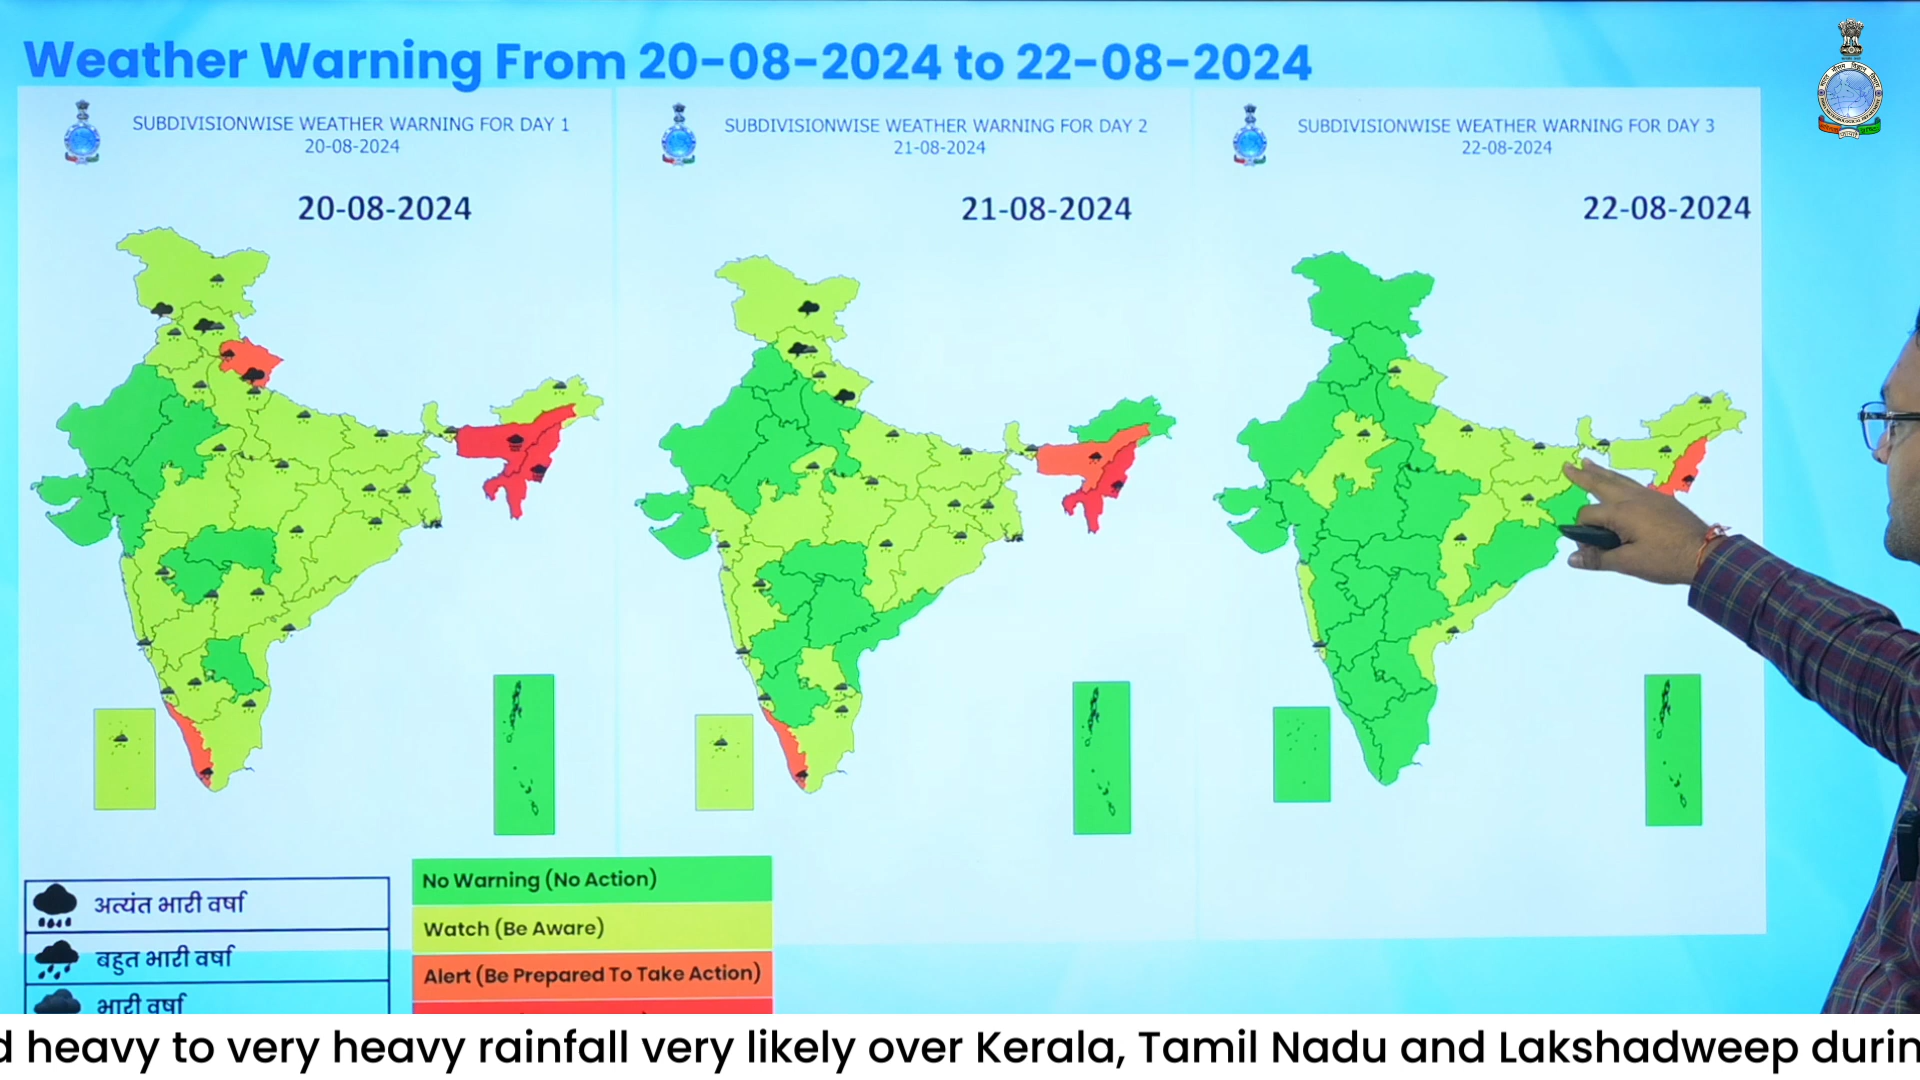 Weather Warning From 20-08-2024 to 22-08-2024
SUBDIVISIONWISE WEATHER WARNING FOR DAY 1
20-08-2024
20-08-2024
SUBDIVISIONWISE WEATHER WARNING FOR DAY 2
21-08-2024
21-08-2024
SUBDIVISIONWISE WEATHER WARNING FOR DAY 3
22-08-2024
22-08-2024
अत्यंत भारी वर्षा
बहुत भारी वर्षा
भारी वर्षा
No Warning (No Action)
Watch (Be Aware)
Alert (Be Prepared To Take Action)
d heavy to very heavy rainfall very likely over Kerala, Tamil Nadu and Lakshadweep durin